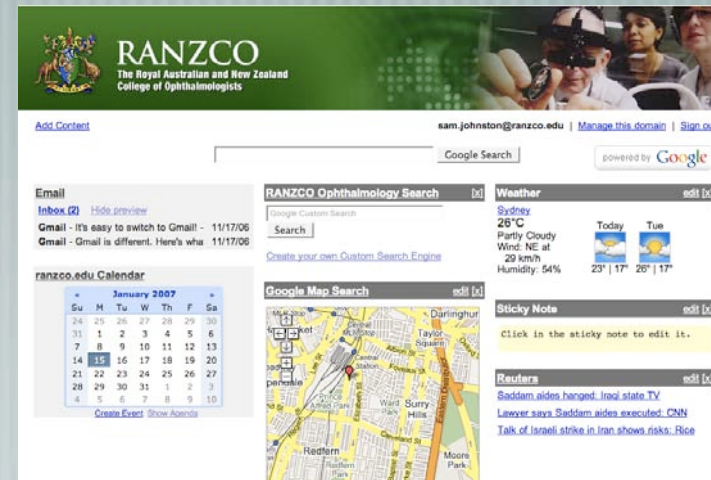 RANZCO
The Royal Australian and New Zealand
College of Ophthalmologists
Add Content
sam.johnston@ranzco.edu | Manage this domain | Sign ou
Google Search
powered by Google
Email
Inbox (2) Hide preview
Gmail - It's easy to switch to Gmail! - 11/17/06
Gmail - Gmail is different. Here's wha 11/17/06
ranzco.edu Calendar
« January 2007 »
Su M Tu W Th F Sa
24 25 26 27 28 29 30
31 1 2 3 4 5 6
7 8 9 10 11 12 13
14 15 16 17 18 19 20
21 22 23 24 25 26 27
28 29 30 31 1 2 3
4 5 6 7 8 9 10
Create Event Show Agenda
RANZCO Ophthalmology Search [x]
Google Custom Search
Search
Create your own Custom Search Engine
Google Map Search edit [x]
Darlinghur
Central
Taylor
Central
Station
Prince
Alfred Park
Ward
Surry
Hills
Cleveland St
Redfern
Redfern
Park
Moore
Park
Weather edit [x]
Sydney
26°C
Partly Cloudy
Wind: NE at
29 km/h
Humidity: 54%
Today Tue
23° | 17° 26° | 17°
Sticky Note edit [x]
Click in the sticky note to edit it.
Reuters edit [x]
Saddam aides hanged: Iraqi state TV
Lawyer says Saddam aides executed: CNN
Talk of Israeli strike in Iran shows risks: Rice